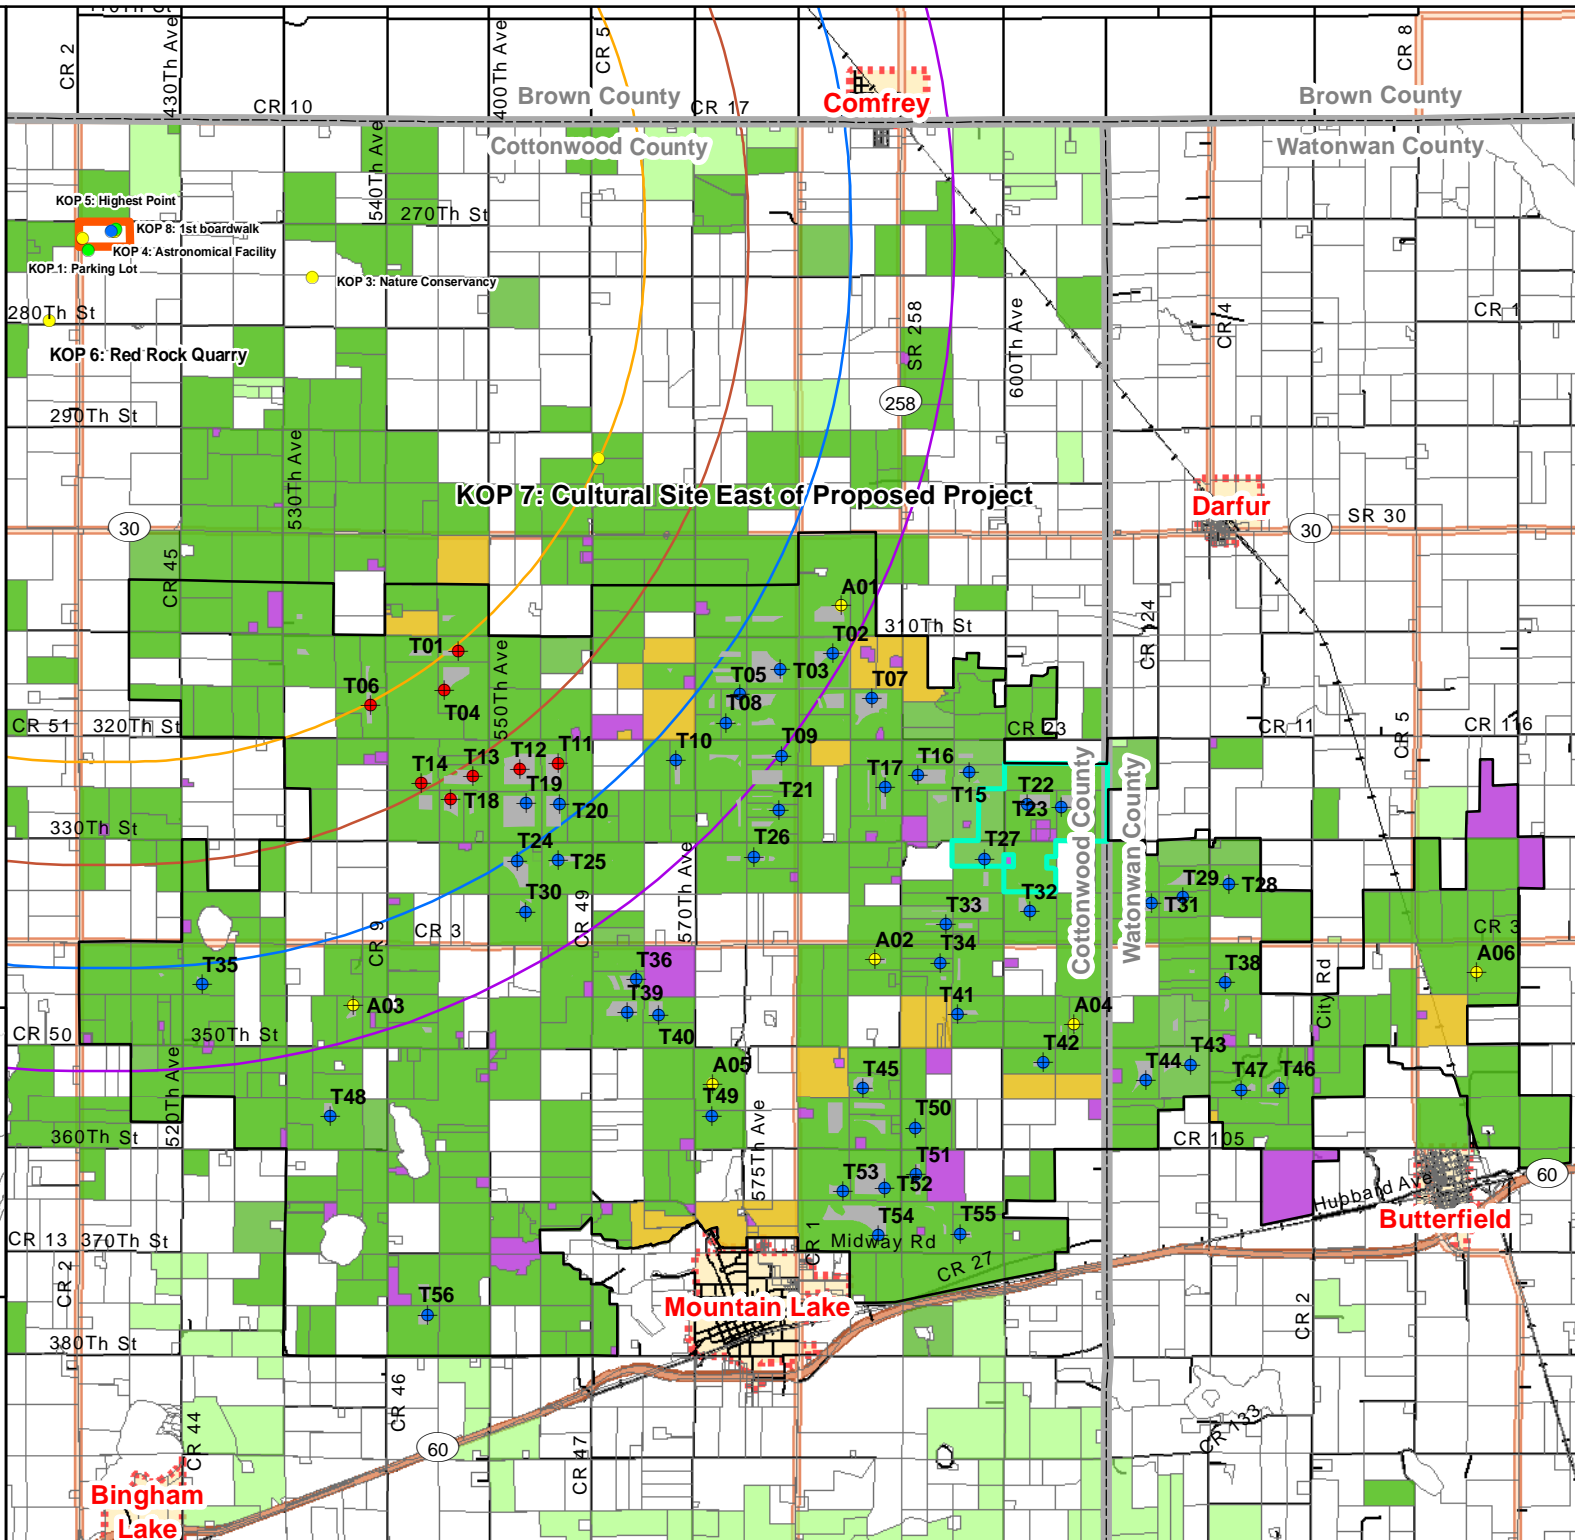 110Th St
CR 2
430Th Ave
400Th Ave
CR 5
CR 8
Brown County
CR 10
CR 17
Comfrey
Brown County
Cottonwood County
Watonwan County
540Th Ave
KOP 5: Highest Point
270Th St
KOP 8: 1st boardwalk
KOP 4: Astronomical Facility
KOP 1: Parking Lot
KOP 3: Nature Conservancy
280Th St
SR 258
600Th Ave
CR 4
CR 1
KOP 6: Red Rock Quarry
290Th St
258
530Th Ave
KOP 7: Cultural Site East of Proposed Project
Darfur
30
SR 30
30
CR 45
A01
310Th St
CR 124
T01
T02
T03
T06
T04
T05
T07
T08
550Th Ave
CR 51
320Th St
CR 23
CR 11
CR 5
CR 116
T14
T13
T12
T11
T10
T09
T17
T16
T15
T22
T23
T18
T19
T20
T21
Cottonwood County
Watonwan County
330Th St
T24
T25
T26
T27
570Th Ave
T30
T29
T28
T31
T32
T33
CR 9
CR 3
CR 49
CR 3
T35
T36
A02
T34
T38
City Rd
A06
A03
T39
T40
T41
A04
CR 50
350Th St
T42
T43
T44
520Th Ave
A05
T45
T47
T46
T48
T49
575Th Ave
T50
360Th St
CR 105
T51
T53
T52
60
Hubbard Ave
Butterfield
T54
T55
CR 13
370Th St
CR 1
Midway Rd
CR 27
CR 2
T56
Mountain Lake
CR 2
380Th St
CR 46
CR 44
60
CR 47
CR 133
Bingham
Lake